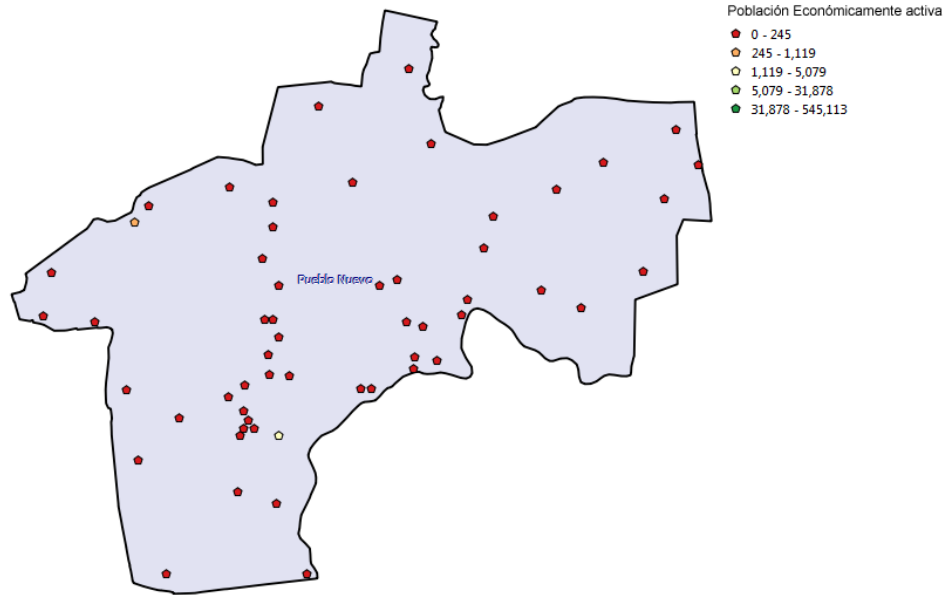 Población Económicamente activa
0 - 245
245 - 1,119
1,119 - 5,079
5,079 - 31,878
31,878 - 545,113
Pueblo Nuevo